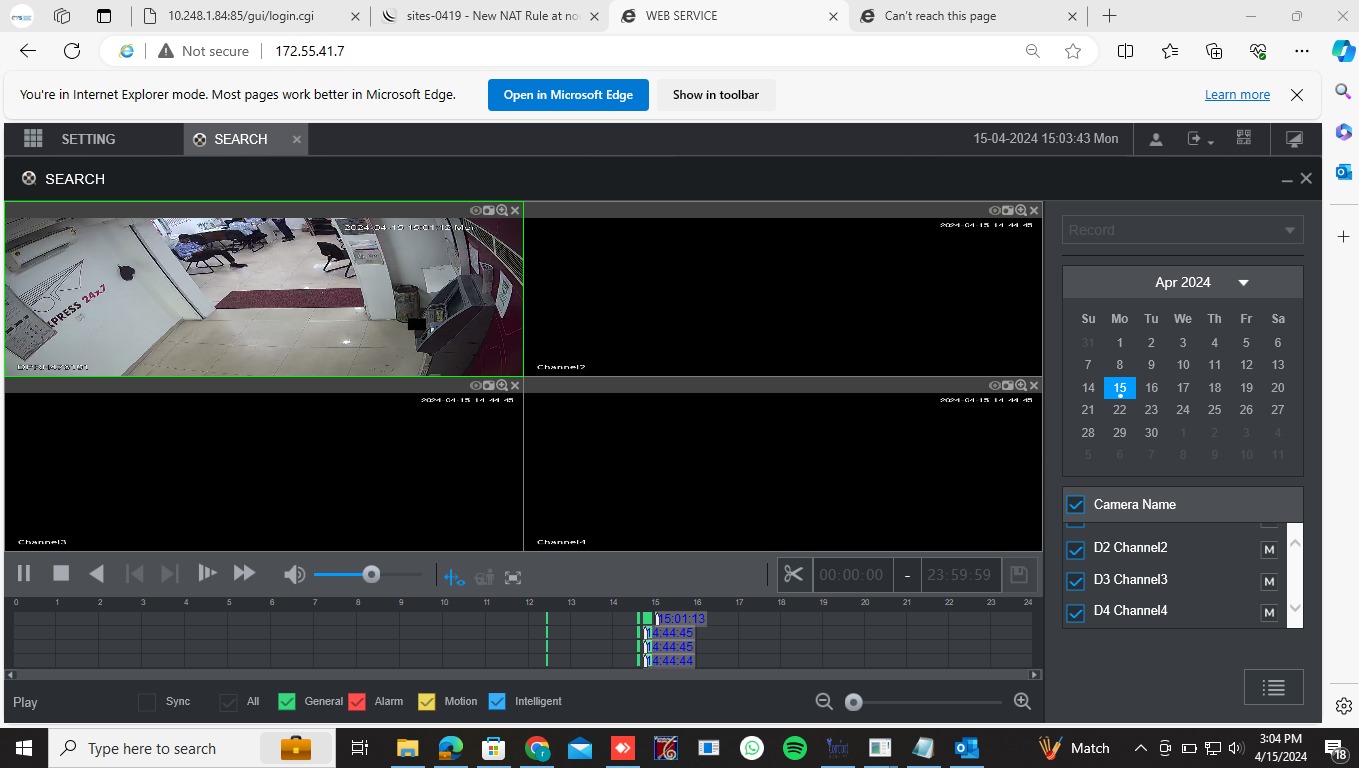 10.248.1.84:85/gui/login.cgi
sites-0419 - New NAT Rule at no
WEB SERVICE
Can't reach this page
Not secure
172.55.41.7
You're in Internet Explorer mode. Most pages work better in Microsoft Edge.
Open in Microsoft Edge
Show in toolbar
Learn more
SETTING
SEARCH
15-04-2024 15:03:43 Mon
SEARCH
2024-04-15 15:01:12 Mon
2024-04-15 14:44:45
EXPRESS 24x7
Channel2
2024-04-15 14:44:45
2024-04-15 14:44:45
Channel3
Channel4
Record
Apr 2024
Su Mo Tu We Th Fr Sa
31 1 2 3 4 5 6
7 8 9 10 11 12 13
14 15 16 17 18 19 20
21 22 23 24 25 26 27
28 29 30 1 2 3 4
5 6 7 8 9 10 11
Camera Name
D2 Channel2 M
D3 Channel3 M
D4 Channel4 M
00:00:00 - 23:59:59
0 1 2 3 4 5 6 7 8 9 10 11 12 13 14 15 16 17 18 19 20 21 22 23 24
15:01:13
14:44:45
14:44:45
14:44:44
Play
Sync
All
General
Alarm
Motion
Intelligent
Type here to search
Match
3:04 PM
4/15/2024
18